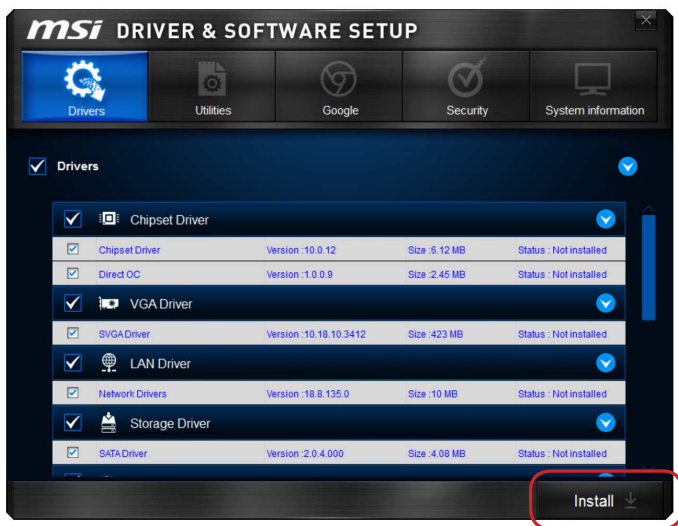 msi DRIVER & SOFTWARE SETUP
Drivers Utilities Google Security System information
Drivers
Chipset Driver
Chipset Driver Version :10.0.12 Size :6.12 MB Status : Not installed
Direct OC Version :1.0.0.9 Size :2.45 MB Status : Not installed
VGA Driver
SVGA Driver Version :10.18.10.3412 Size :423 MB Status : Not installed
LAN Driver
Network Drivers Version :18.8.135.0 Size :10 MB Status : Not installed
Storage Driver
SATA Driver Version :2.0.4.000 Size :4.08 MB Status : Not installed
Install